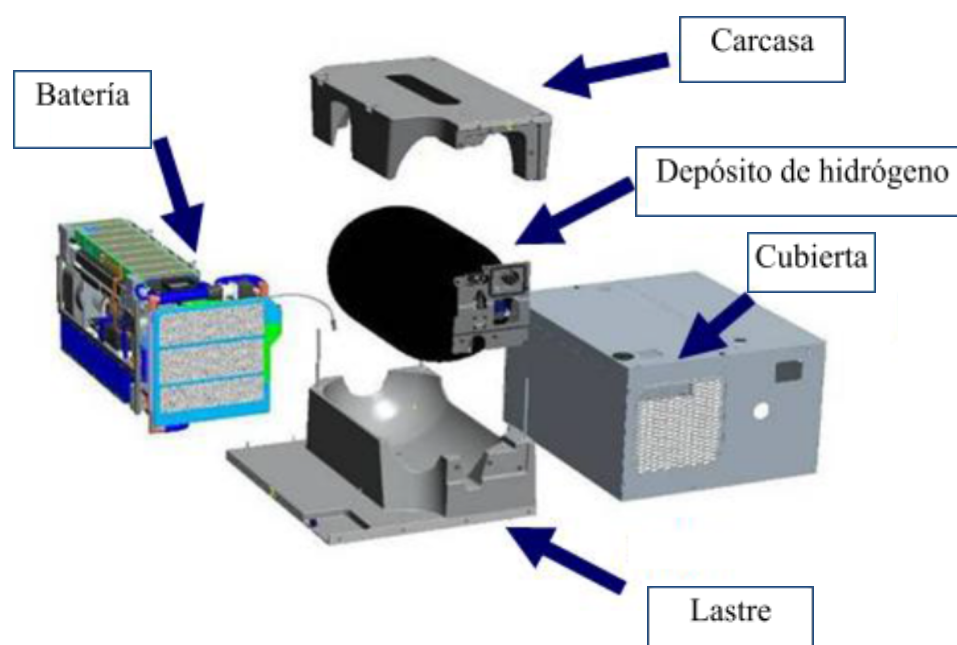 Carcasa
Batería
Depósito de hidrógeno
Cubierta
Lastre